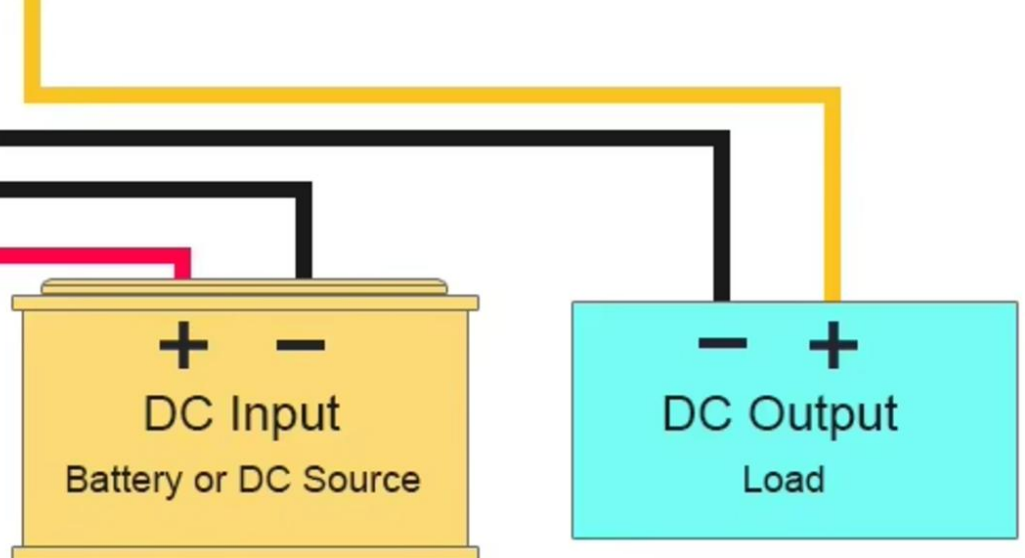 + −
DC Input
Battery or DC Source
− +
DC Output
Load